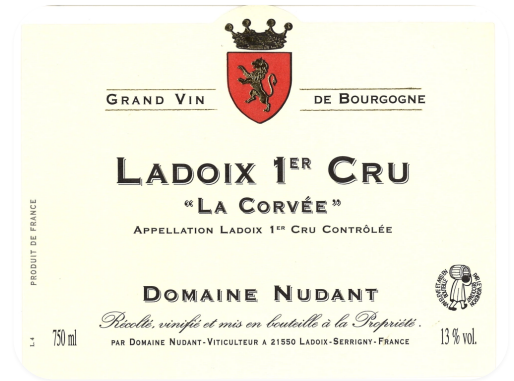 GRAND VIN DE BOURGOGNE
LADOIX 1ER CRU
"LA CORVÉE"
APPELLATION LADOIX 1ER CRU CONTRÔLÉE
PRODUIT DE FRANCE
DOMAINE NUDANT
Récolté, vinifié et mis en bouteille à la Propriété.
L 4
750 ml
PAR DOMAINE NUDANT-VITICULTEUR A 21550 LADOIX-SERRIGNY-FRANCE
13 % vol.